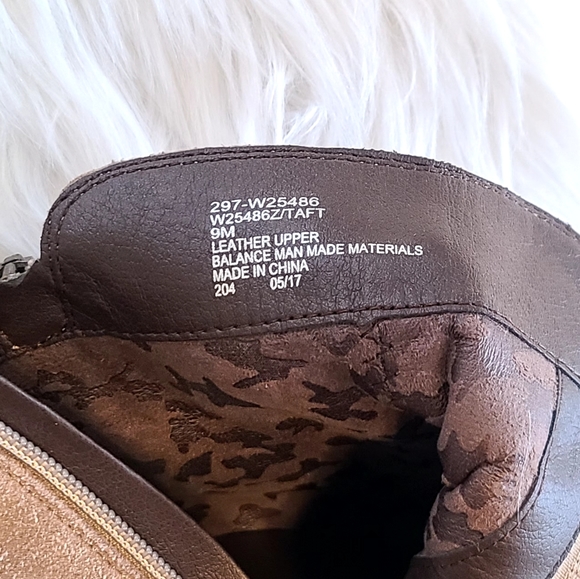 297-W25486
W25486Z/TAFT
9M
LEATHER UPPER
BALANCE MAN MADE MATERIALS
MADE IN CHINA
204 05/17